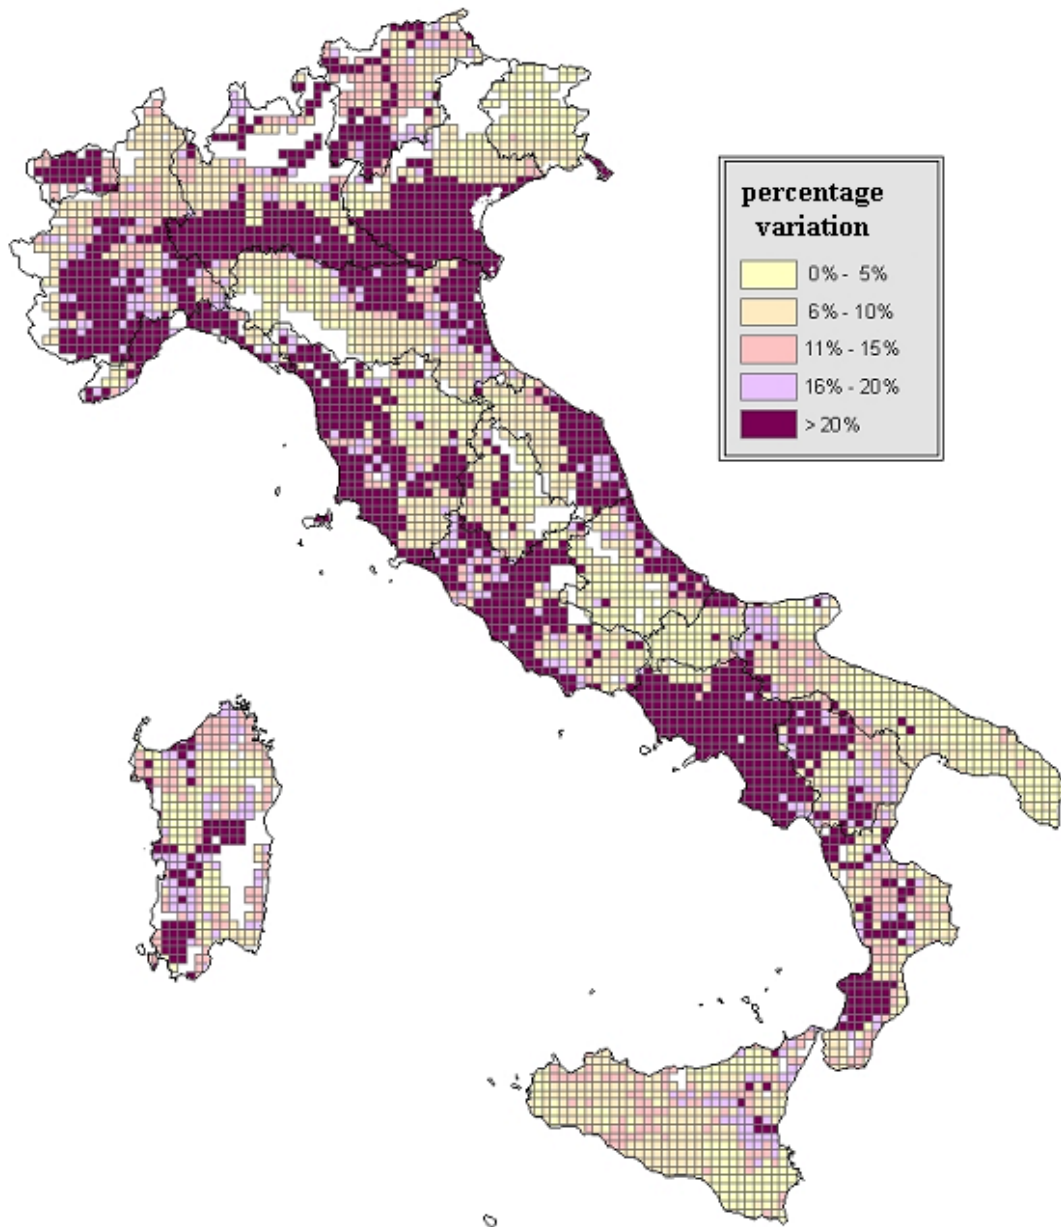 percentage
variation
0% - 5%
6% - 10%
11% - 15%
16% - 20%
> 20%